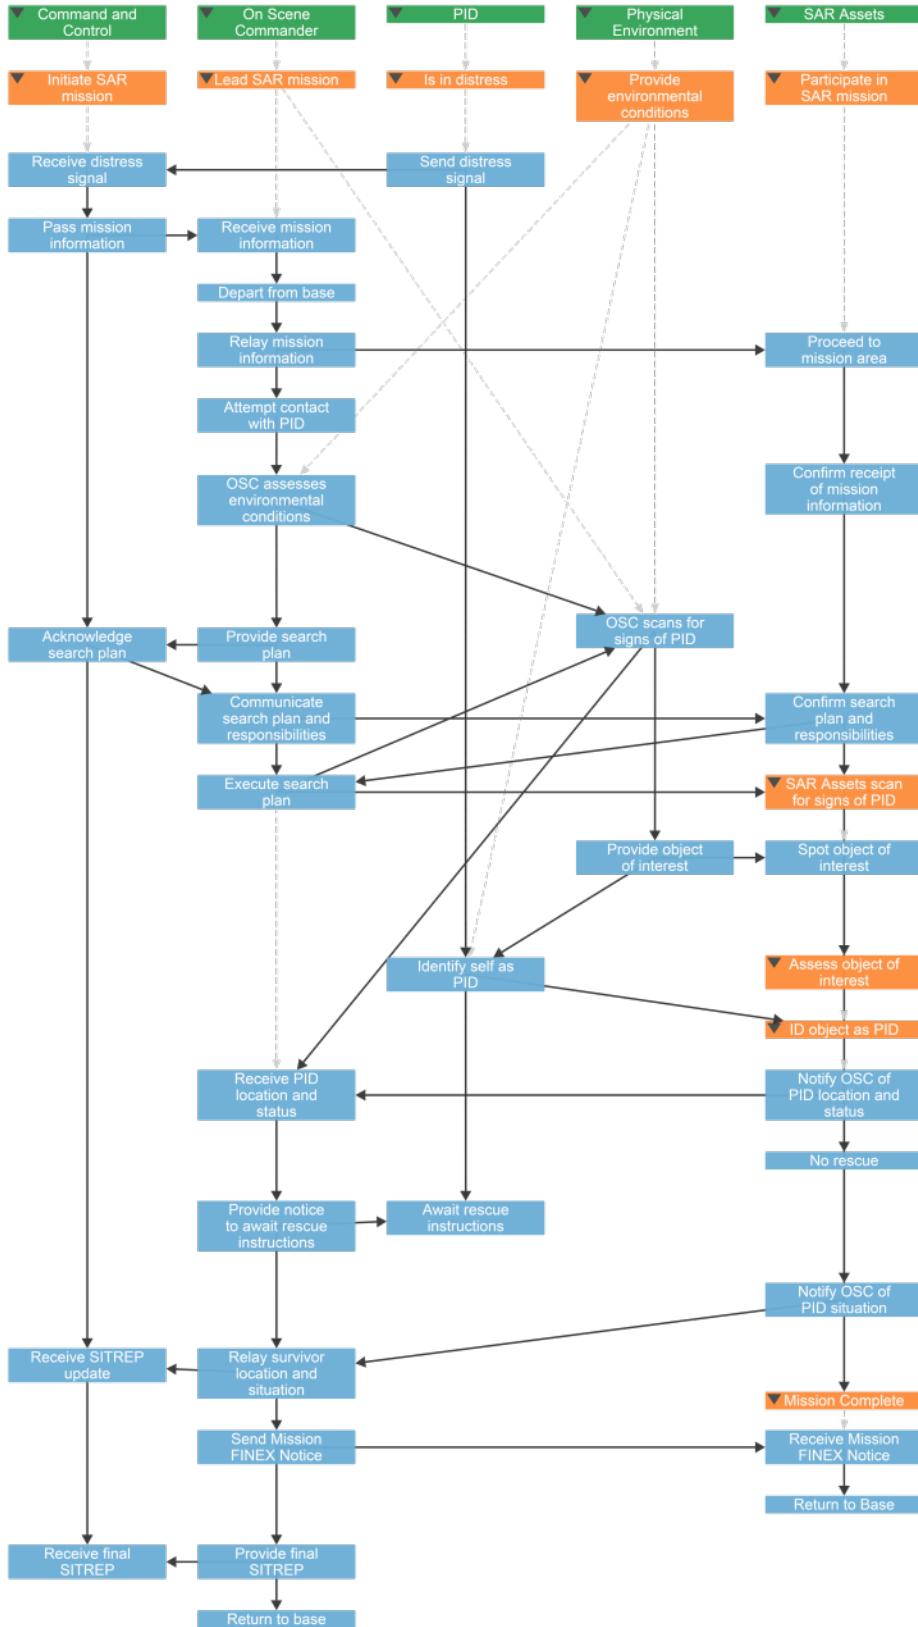 Command and
Control
On Scene
Commander
PID
Physical
Environment
SAR Assets
Initiate SAR
mission
Lead SAR mission
Is in distress
Provide
environmental
conditions
Participate in
SAR mission
Receive distress
signal
Send distress
signal
Pass mission
information
Receive mission
information
Depart from base
Relay mission
information
Proceed to
mission area
Attempt contact
with PID
OSC assesses
environmental
conditions
Confirm receipt
of mission
information
Acknowledge
search plan
Provide search
plan
OSC scans for
signs of PID
Communicate
search plan and
responsibilities
Confirm search
plan and
responsibilities
Execute search
plan
SAR Assets scan
for signs of PID
Provide object
of interest
Spot object of
interest
Identify self as
PID
Assess object of
interest
ID object as PID
Receive PID
location and
status
Notify OSC of
PID location and
status
No rescue
Provide notice
to await rescue
instructions
Await rescue
instructions
Notify OSC of
PID situation
Receive SITREP
update
Relay survivor
location and
situation
Mission Complete
Send Mission
FINEX Notice
Receive Mission
FINEX Notice
Return to Base
Receive final
SITREP
Provide final
SITREP
Return to base